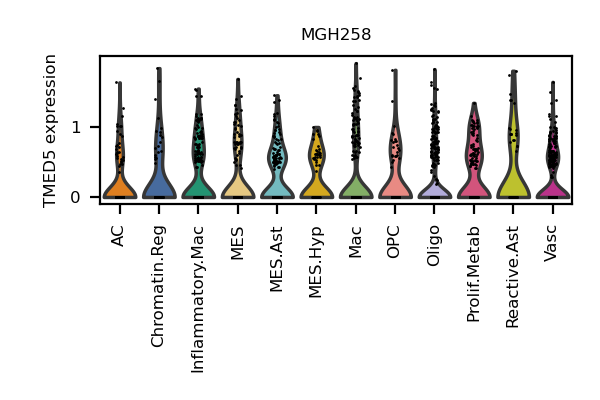 MGH258
TMED5 expression
1
0
AC
Chromatin.Reg
Inflammatory.Mac
MES
MES.Ast
MES.Hyp
Mac
OPC
Oligo
Prolif.Metab
Reactive.Ast
Vasc